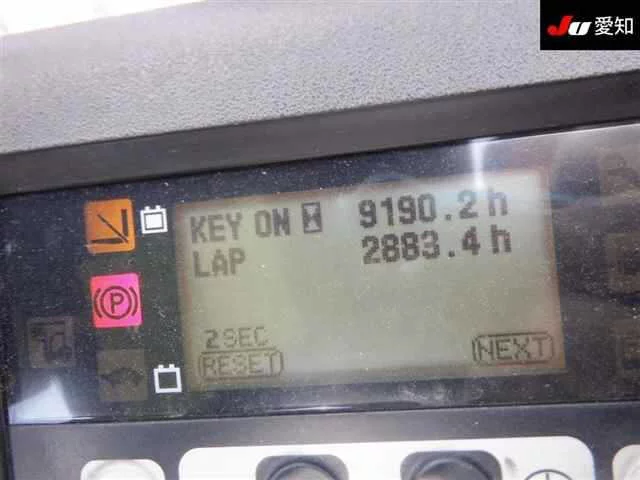 JU 愛知
KEY ON 9190.2h
LAP 2883.4h
2SEC
RESET
NEXT
P